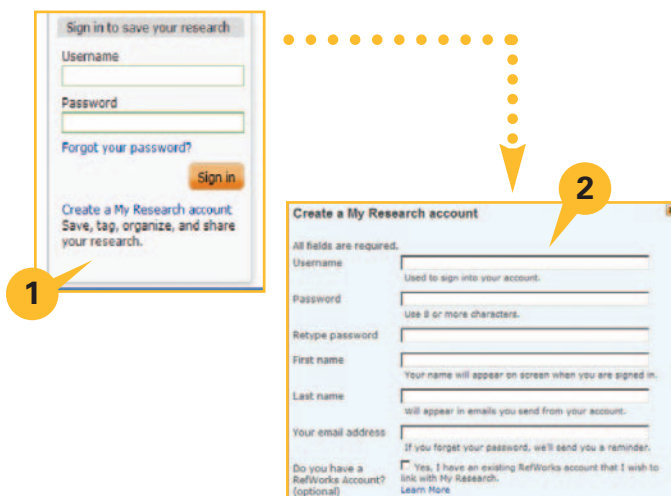 Sign in to save your research
Username
Password
Forgot your password?
Sign in
Create a My Research account
Save, tag, organize, and share
your research.
1
2
Create a My Research account
All fields are required.
Username
Used to sign into your account.
Password
Use 8 or more characters.
Retype password
First name
Your name will appear on screen when you are signed in.
Last name
Will appear in emails you send from your account.
Your email address
If you forget your password, we'll send you a reminder.
Do you have a
RefWorks Account?
(optional)
Yes, I have an existing RefWorks account that I wish to
link with My Research.
Learn More